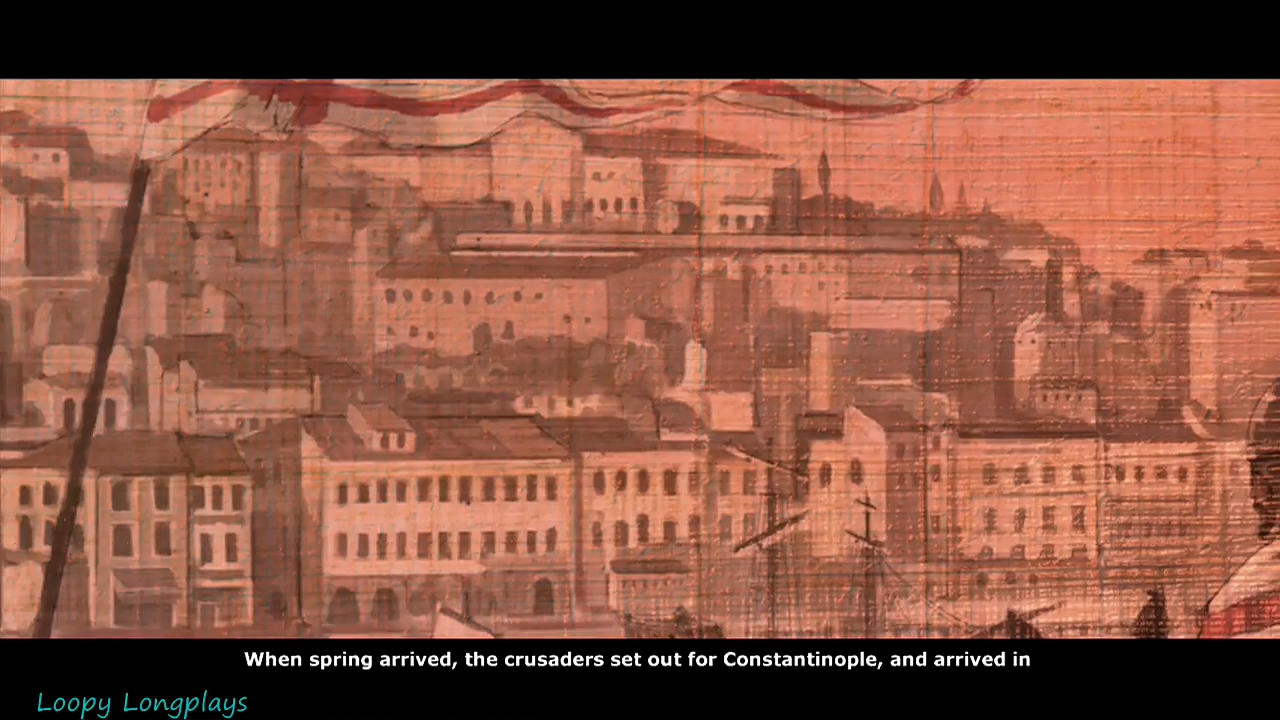 When spring arrived, the crusaders set out for Constantinople, and arrived in
Loopy Longplays